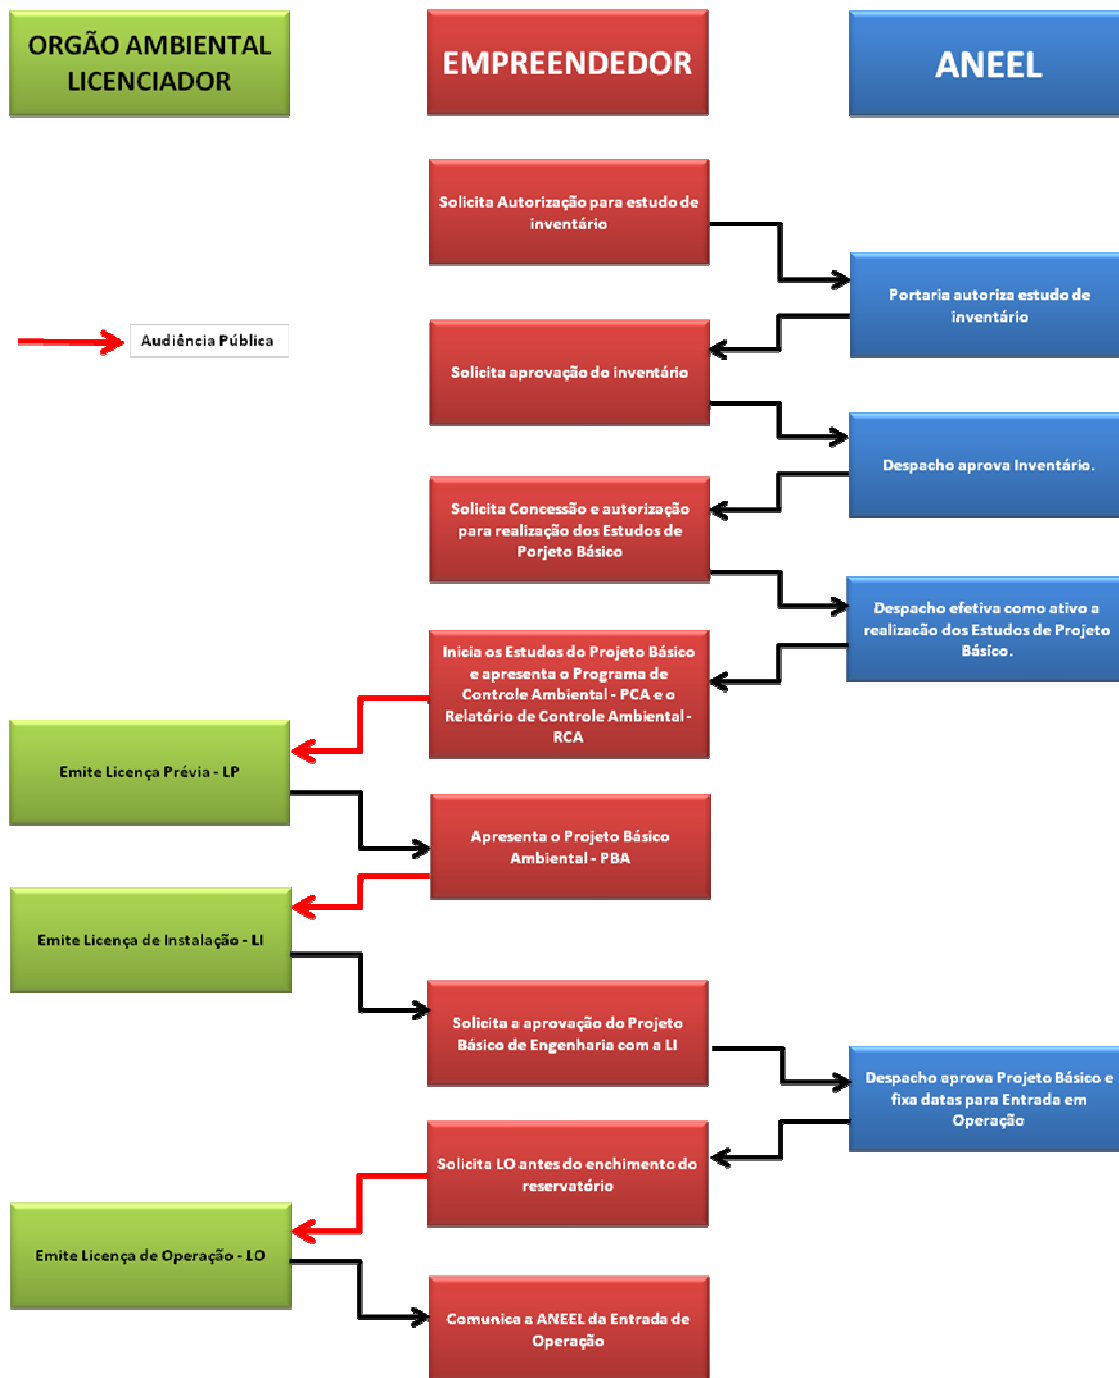 ORGÃO AMBIENTAL
LICENCIADOR
EMPREENDEDOR
ANEEL
Solicita Autorização para estudo de
inventário
Portaria autoriza estudo de
inventário
Audiência Pública
Solicita aprovação do inventário
Despacho aprova Inventário.
Solicita Concessão e autorização
para realização dos Estudos de
Porjeto Básico
Despacho efetiva como ativo a
realizacão dos Estudos de Projeto
Básico.
Inicia os Estudos do Projeto Básico
e apresenta o Programa de
Controle Ambiental - PCA e o
Relatório de Controle Ambiental -
RCA
Emite Licença Prévia - LP
Apresenta o Projeto Básico
Ambiental - PBA
Emite Licença de Instalação - LI
Solicita a aprovação do Projeto
Básico de Engenharia com a LI
Despacho aprova Projeto Básico e
fixa datas para Entrada em
Operação
Solicita LO antes do enchimento do
reservatório
Emite Licença de Operação - LO
Comunica a ANEEL da Entrada de
Operação